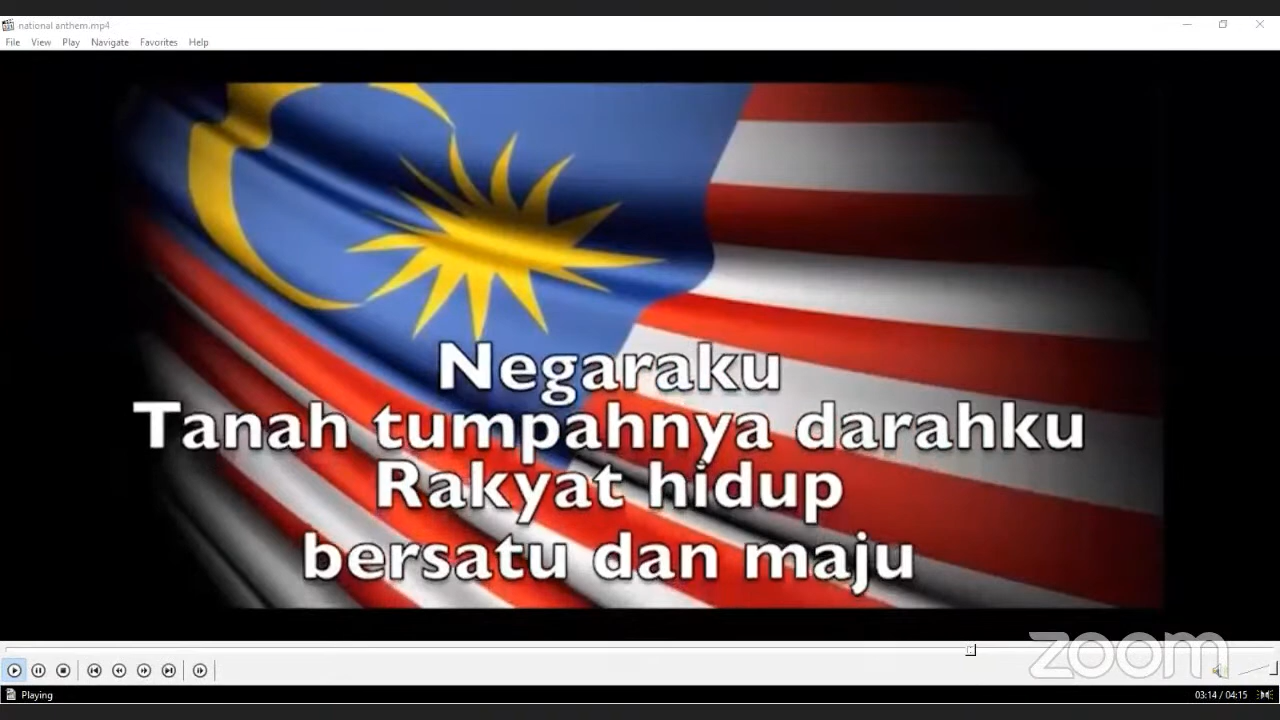 national anthem.mp4
File View Play Navigate Favorites Help
Negaraku
Tanah tumpahnya darahku
Rakyat hidup
bersatu dan maju
zoom
Playing
03:14 / 04:15